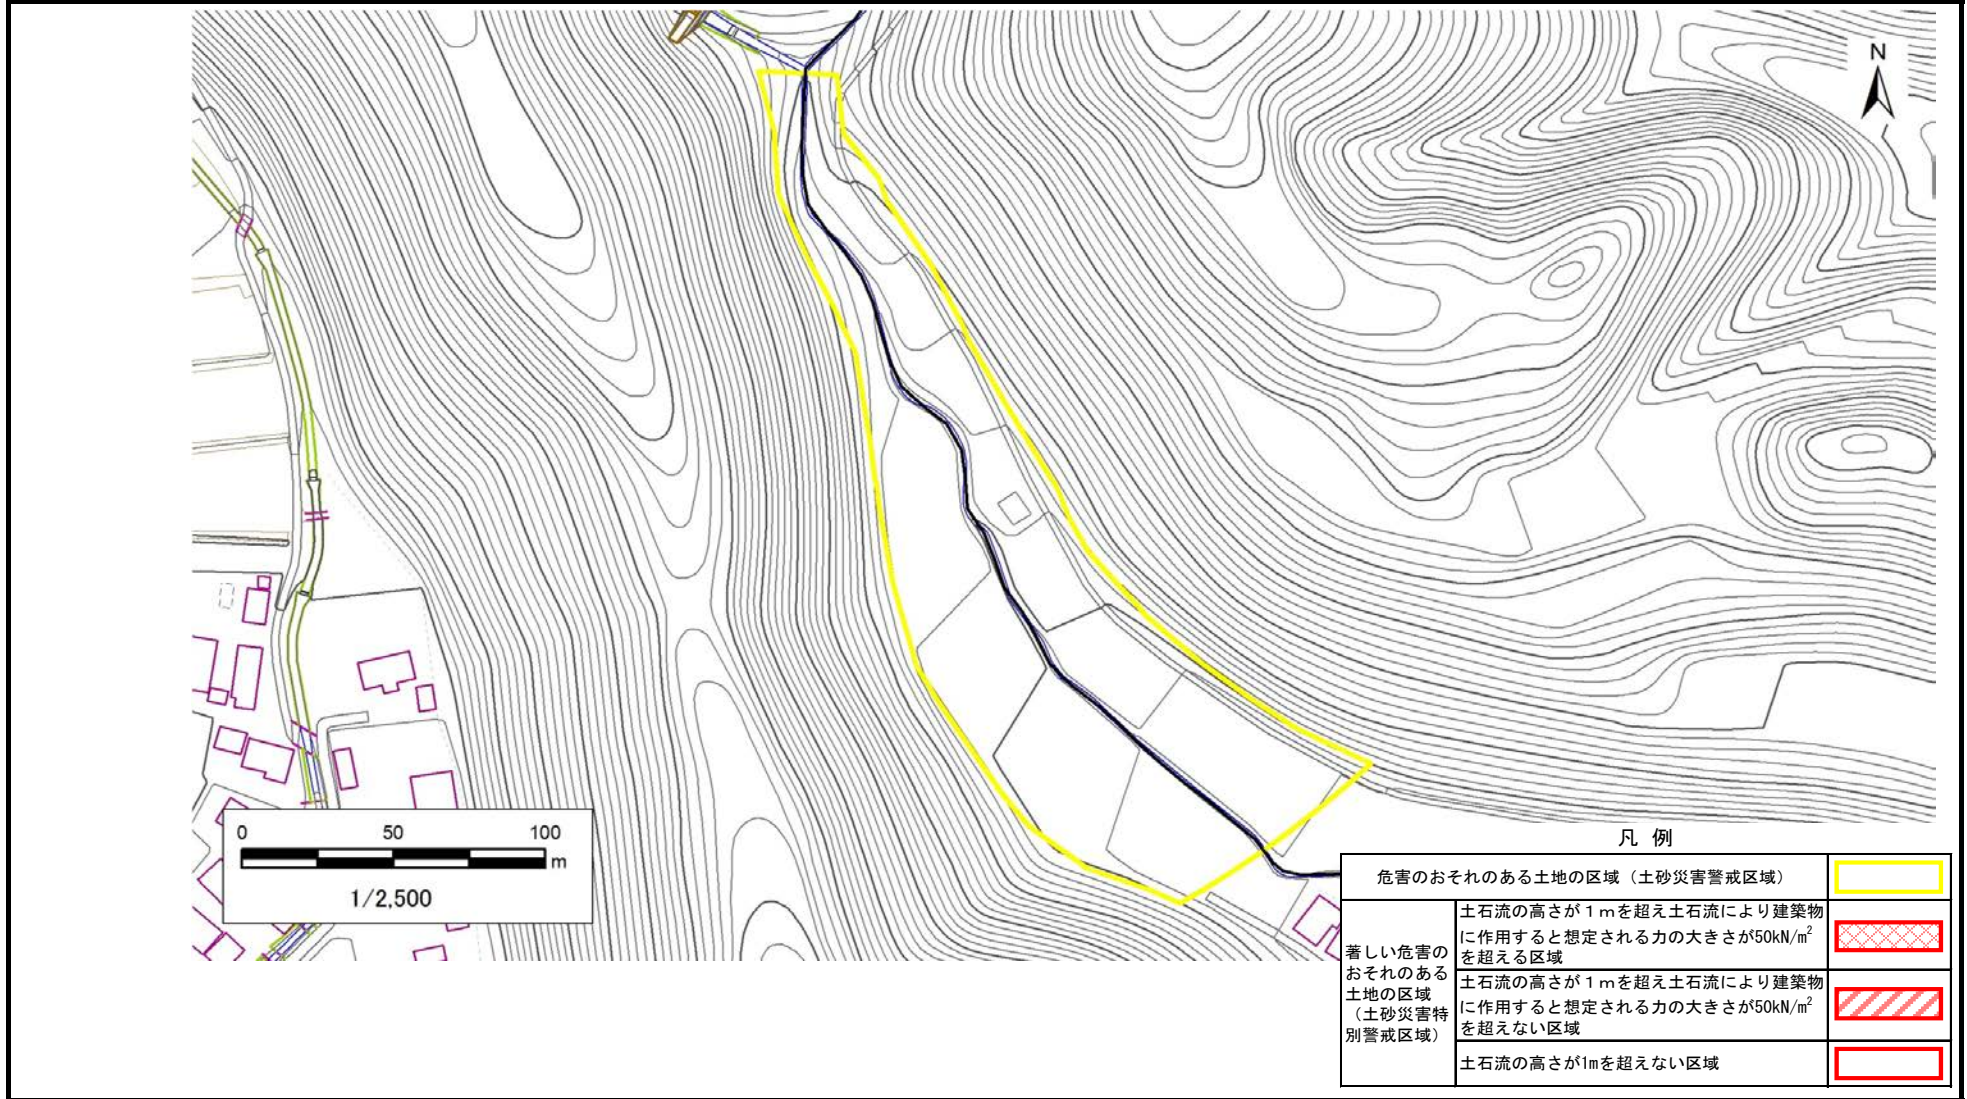 N
0 50 100
m
1/2,500
凡 例
危害のおそれのある土地の区域（土砂災害警戒区域）
著しい危害の
おそれのある
土地の区域
（土砂災害特
別警戒区域）
土石流の高さが１ｍを超え土石流により建築物
に作用すると想定される力の大きさが50kN/m²
を超える区域
土石流の高さが１ｍを超え土石流により建築物
に作用すると想定される力の大きさが50kN/m²
を超えない区域
土石流の高さが1mを超えない区域